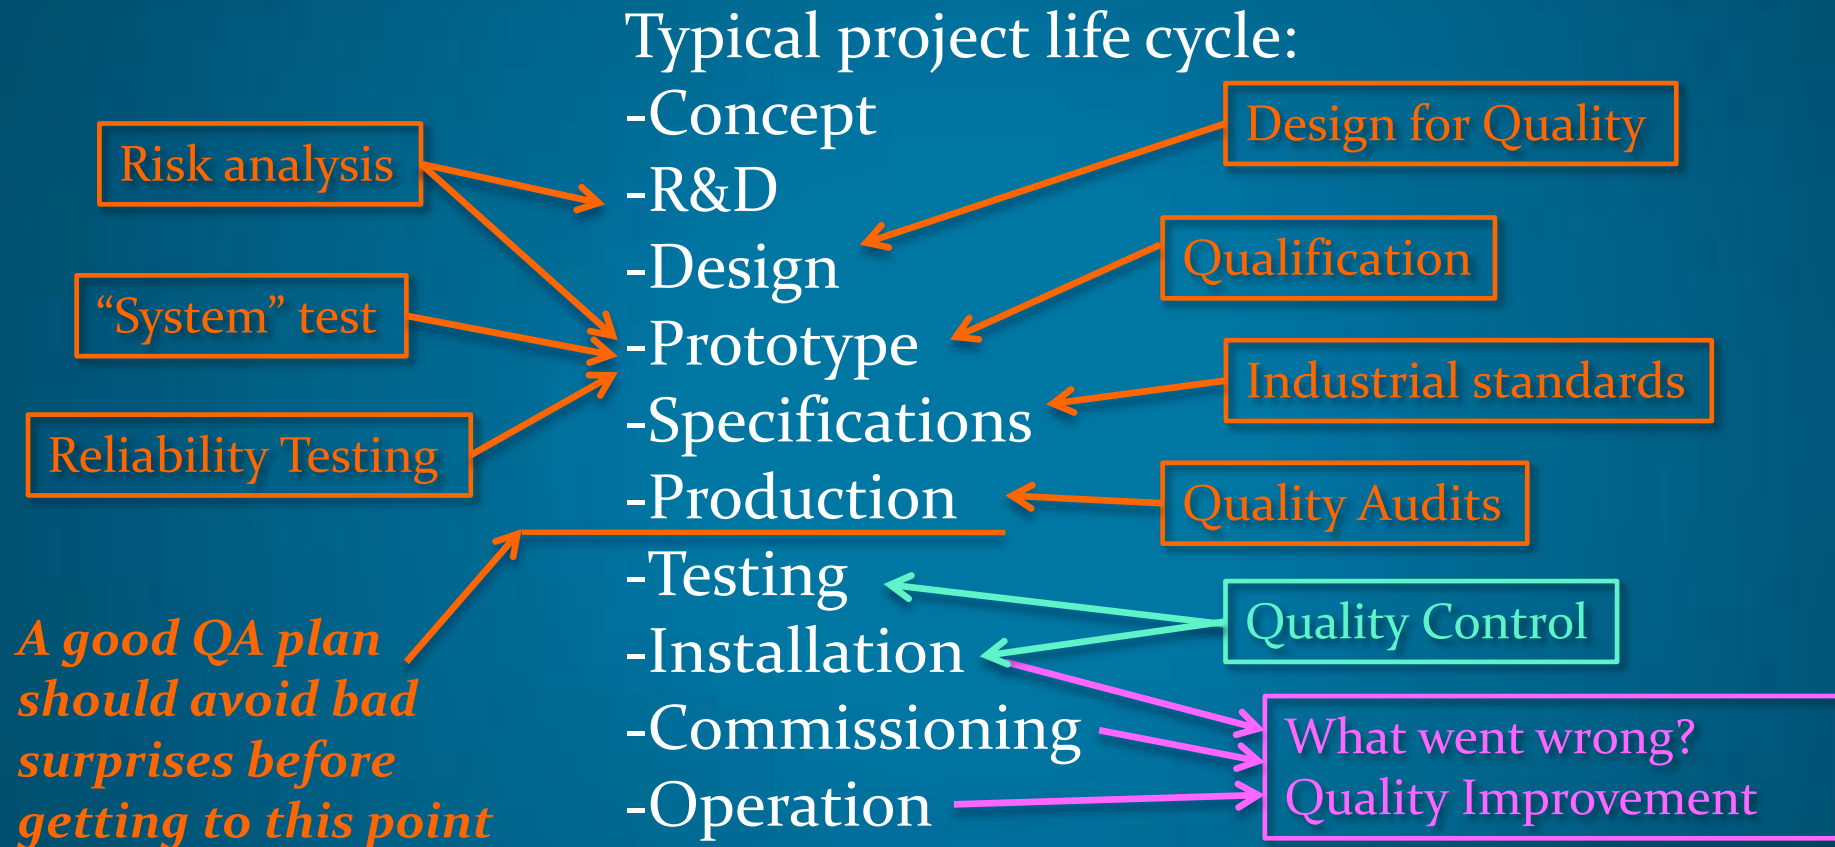 Typical project life cycle:
-Concept
-R&D
-Design
-Prototype
-Specifications
-Production
-Testing
-Installation
-Commissioning
-Operation
Risk analysis
“System” test
Reliability Testing
A good QA plan
should avoid bad
surprises before
getting to this point
Design for Quality
Qualification
Industrial standards
Quality Audits
Quality Control
What went wrong?
Quality Improvement